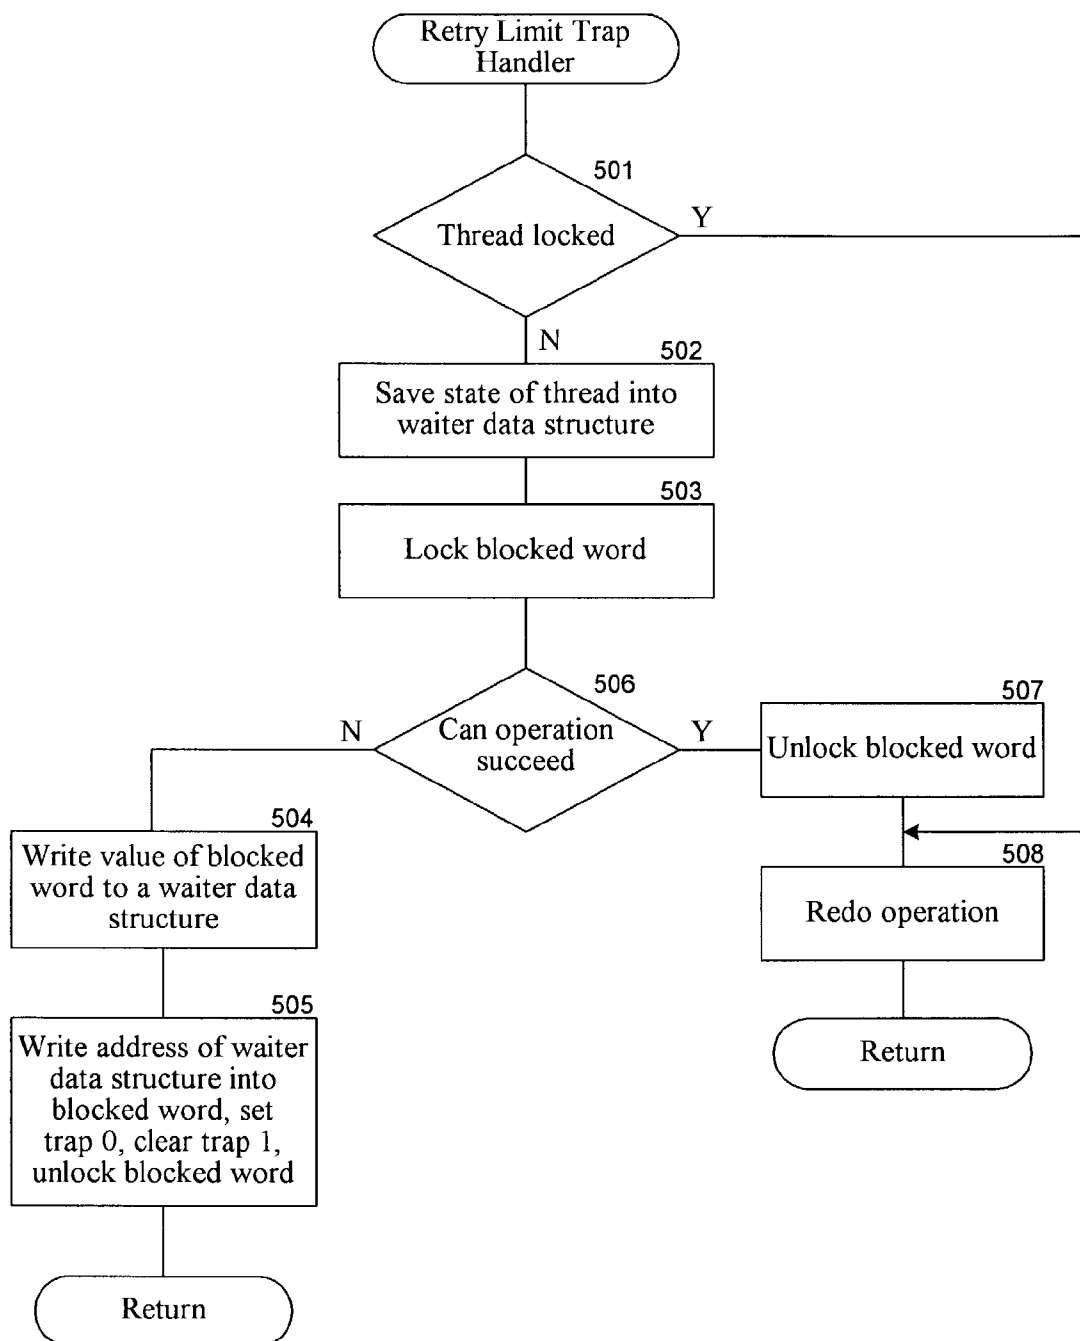 Retry Limit Trap
Handler
501
Thread locked
Y
N
502
Save state of thread into
waiter data structure
503
Lock blocked word
506
Can operation
succeed
N
Y
507
Unlock blocked word
504
Write value of blocked
word to a waiter data
structure
508
Redo operation
505
Write address of waiter
data structure into
blocked word, set
trap 0, clear trap 1,
unlock blocked word
Return
Return